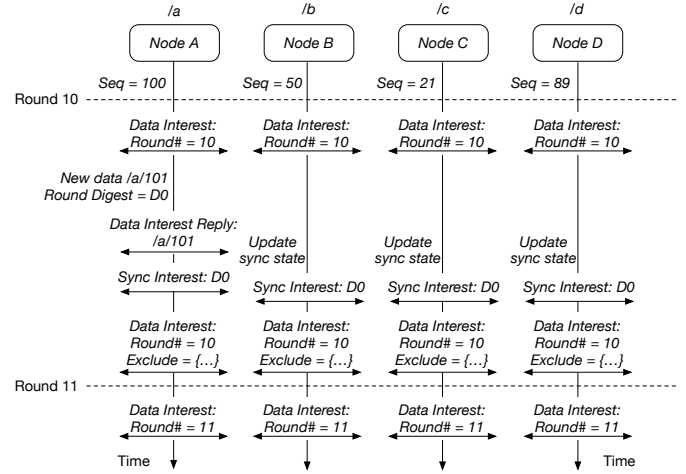 /a /b /c /d
Node A Node B Node C Node D
Seq = 100 Seq = 50 Seq = 21 Seq = 89
Round 10
Data Interest: Data Interest: Data Interest: Data Interest:
Round# = 10 Round# = 10 Round# = 10 Round# = 10
New data /a/101
Round Digest = D0
Data Interest Reply:
/a/101
Update Update Update
sync state sync state sync state
Sync Interest: D0
Sync Interest: D0 Sync Interest: D0 Sync Interest: D0
Data Interest: Data Interest: Data Interest: Data Interest:
Round# = 10 Round# = 10 Round# = 10 Round# = 10
Exclude = {...} Exclude = {...} Exclude = {...} Exclude = {...}
Round 11
Data Interest: Data Interest: Data Interest: Data Interest:
Round# = 11 Round# = 11 Round# = 11 Round# = 11
Time Time